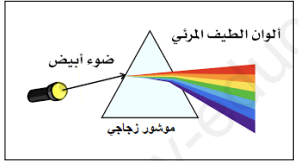 ألوان الطيف المرئي
ضوء أبيض
موشور زجاجي